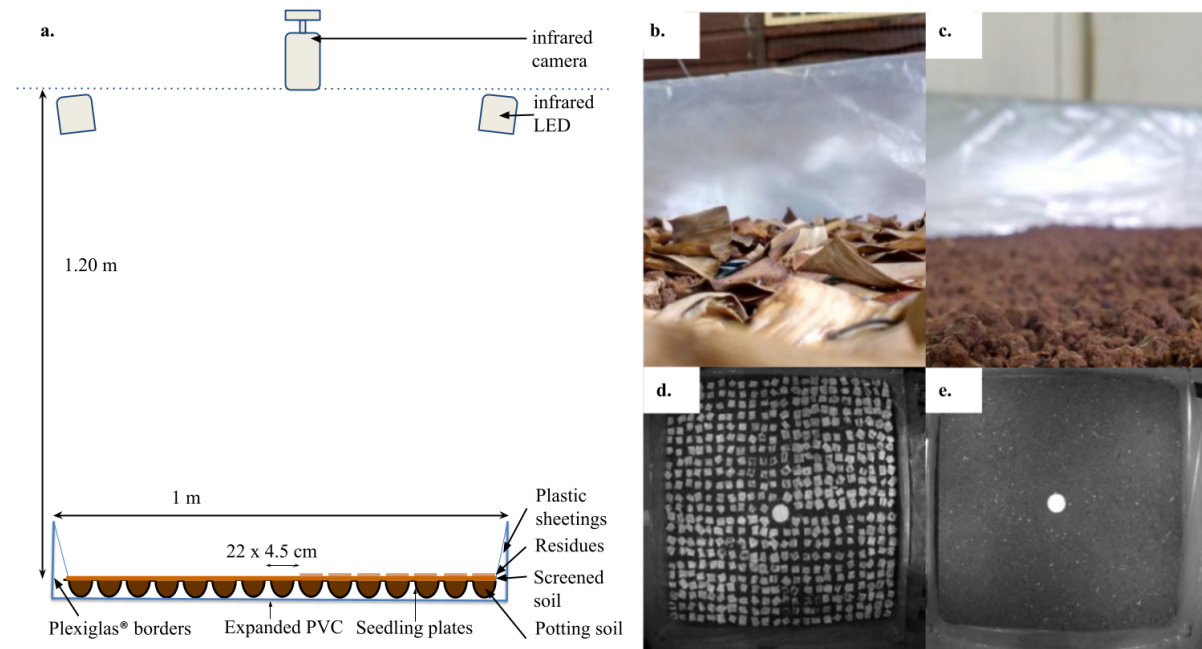 a.
infrared
camera
infrared
LED
1.20 m
1 m
22 x 4.5 cm
Plastic
sheetings
Residues
Screened
soil
Potting soil
Plexiglas® borders
Expanded PVC
Seedling plates
b.
c.
d.
e.